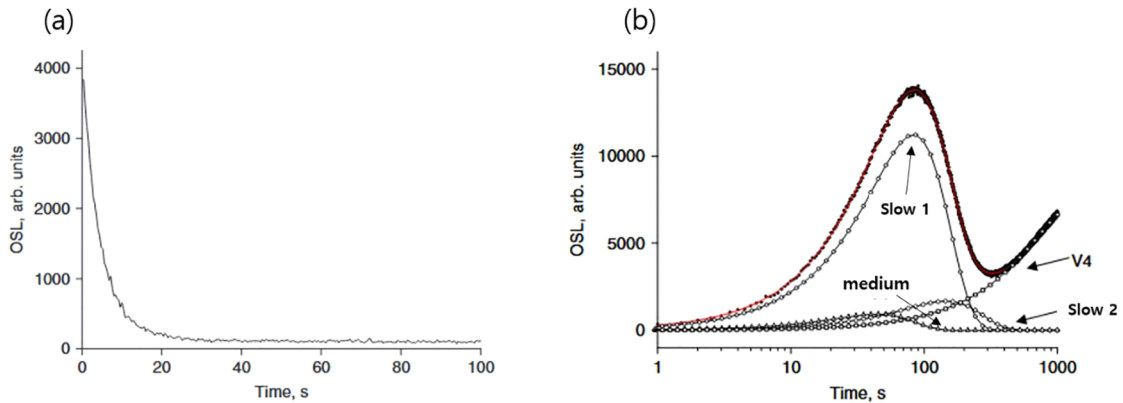 (a)
4000
3000
2000
1000
0
OSL, arb. units
0 20 40 60 80 100
Time, s
(b)
15000
10000
5000
0
OSL, arb. units
Slow 1
medium
V4
Slow 2
1 10 100 1000
Time, s